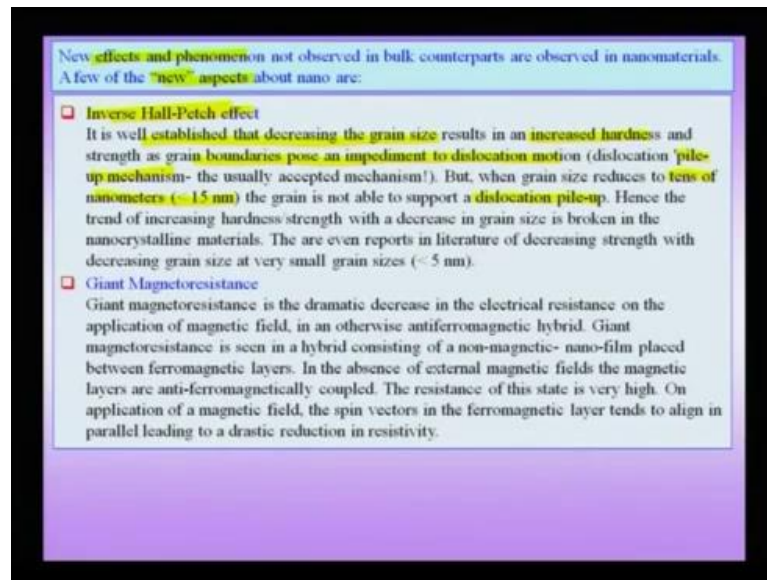 New effects and phenomenon not observed in bulk counterparts are observed in nanomaterials.
A few of the "new" aspects about nano are:
❑ Inverse Hall-Petch effect
It is well established that decreasing the grain size results in an increased hardness and
strength as grain boundaries pose an impediment to dislocation motion (dislocation 'pile-
up mechanism- the usually accepted mechanism!). But, when grain size reduces to tens of
nanometers (< 15 nm) the grain is not able to support a dislocation pile-up. Hence the
trend of increasing hardness/strength with a decrease in grain size is broken in the
nanocrystalline materials. The are even reports in literature of decreasing strength with
decreasing grain size at very small grain sizes (< 5 nm).
❑ Giant Magnetoresistance
Giant magnetoresistance is the dramatic decrease in the electrical resistance on the
application of magnetic field, in an otherwise antiferromagnetic hybrid. Giant
magnetoresistance is seen in a hybrid consisting of a non-magnetic- nano-film placed
between ferromagnetic layers. In the absence of external magnetic fields the magnetic
layers are anti-ferromagnetically coupled. The resistance of this state is very high. On
application of a magnetic field, the spin vectors in the ferromagnetic layer tends to align in
parallel leading to a drastic reduction in resistivity.